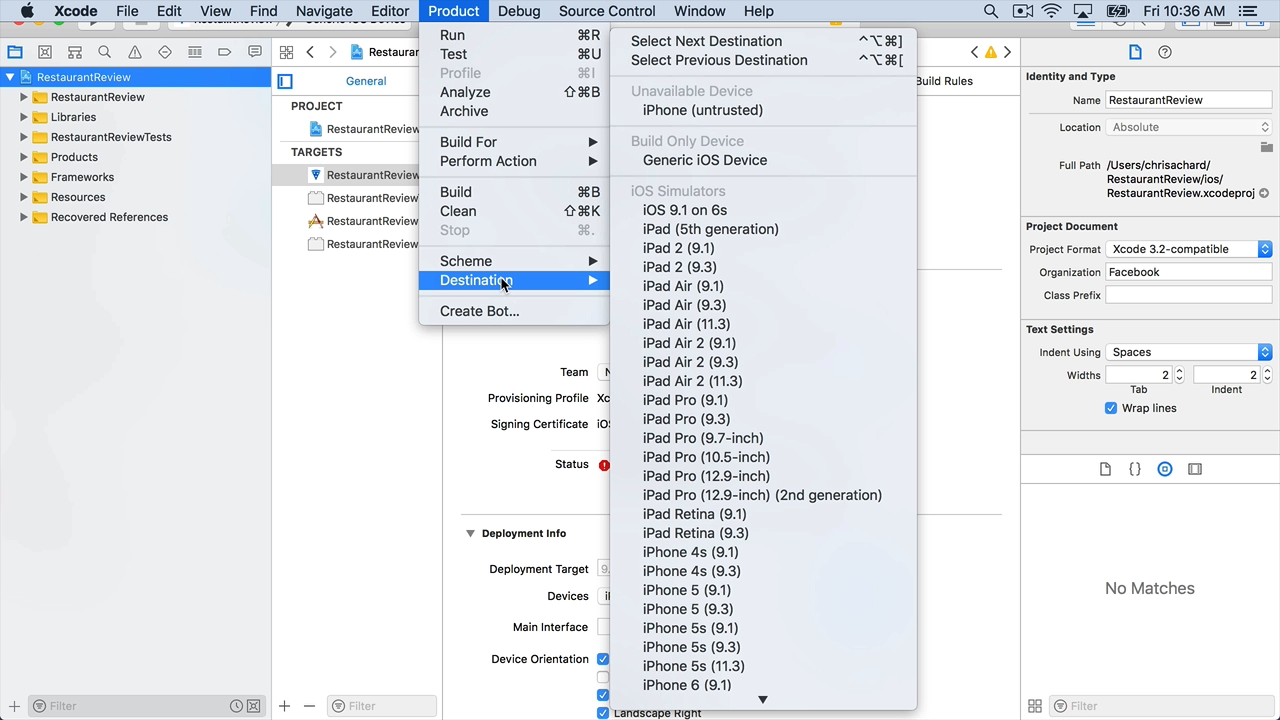 Xcode File Edit View Find Navigate Editor Product Debug Source Control Window Help Fri 10:36 AM
RestaurantReview
RestaurantReview
Libraries
RestaurantReviewTests
Products
Frameworks
Resources
Recovered References
Filter
Restaurant
General
PROJECT
RestaurantReview
TARGETS
RestaurantReview
RestaurantReview
RestaurantReview
RestaurantReview
Filter
Run ⌘R
Test ⌘U
Profile ⌘I
Analyze ⇧⌘B
Archive
Build For
Perform Action
Build ⌘B
Clean ⇧⌘K
Stop ⌘.
Scheme
Destination
Create Bot...
Team
Provisioning Profile Xc
Signing Certificate iOS
Status
Deployment Info
Deployment Target 9.
Devices
Main Interface
Device Orientation
Landscape Right
Select Next Destination ^⌥⌘]
Select Previous Destination ^⌥⌘[
Unavailable Device
iPhone (untrusted)
Build Only Device
Generic iOS Device
iOS Simulators
iOS 9.1 on 6s
iPad (5th generation)
iPad 2 (9.1)
iPad 2 (9.3)
iPad Air (9.1)
iPad Air (9.3)
iPad Air (11.3)
iPad Air 2 (9.1)
iPad Air 2 (9.3)
iPad Air 2 (11.3)
iPad Pro (9.1)
iPad Pro (9.3)
iPad Pro (9.7-inch)
iPad Pro (10.5-inch)
iPad Pro (12.9-inch)
iPad Pro (12.9-inch) (2nd generation)
iPad Retina (9.1)
iPad Retina (9.3)
iPhone 4s (9.1)
iPhone 4s (9.3)
iPhone 5 (9.1)
iPhone 5 (9.3)
iPhone 5s (9.1)
iPhone 5s (9.3)
iPhone 5s (11.3)
iPhone 6 (9.1)
Build Rules
Identity and Type
Name RestaurantReview
Location Absolute
Full Path /Users/chrisachard/
RestaurantReview/ios/
RestaurantReview.xcodeproj
Project Document
Project Format Xcode 3.2-compatible
Organization Facebook
Class Prefix
Text Settings
Indent Using Spaces
Widths 2 2
Tab Indent
Wrap lines
No Matches
Filter